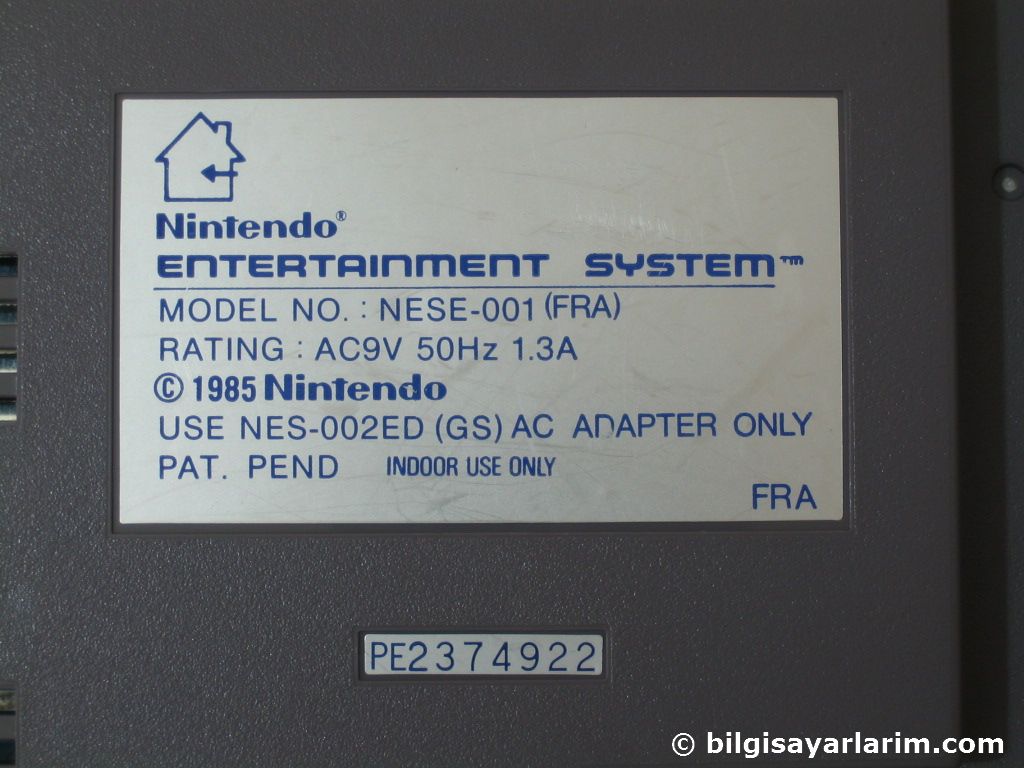 Nintendo®
ENTERTAINMENT SYSTEM™
MODEL NO. : NESE-001 (FRA)
RATING : AC9V 50Hz 1.3A
© 1985 Nintendo
USE NES-002ED (GS) AC ADAPTER ONLY
PAT. PEND INDOOR USE ONLY
FRA
PE2374922
© bilgisayarlarim.com